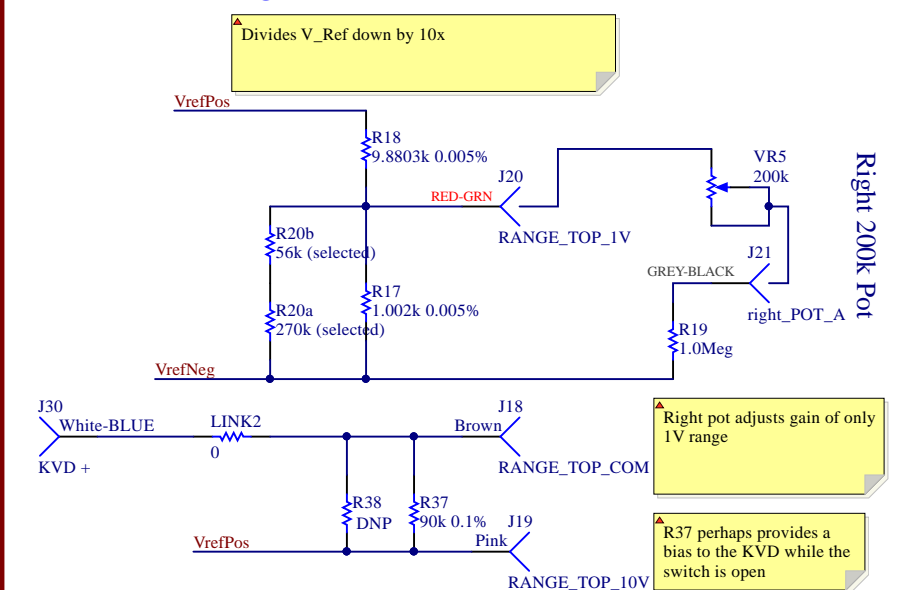 Divides V_Ref down by 10x
VrefPos
R18
9.8803k 0.005%
J20
VR5
200k
RED-GRN
RANGE_TOP_1V
R20b
56k (selected)
J21
GREY-BLACK
right_POT_A
Right 200k Pot
R20a
270k (selected)
R17
1.002k 0.005%
R19
1.0Meg
VrefNeg
J30
White-BLUE
KVD +
LINK2
0
J18
Brown
RANGE_TOP_COM
Right pot adjusts gain of only
1V range
R38
DNP
R37
90k 0.1%
J19
Pink
VrefPos
RANGE_TOP_10V
R37 perhaps provides a
bias to the KVD while the
switch is open